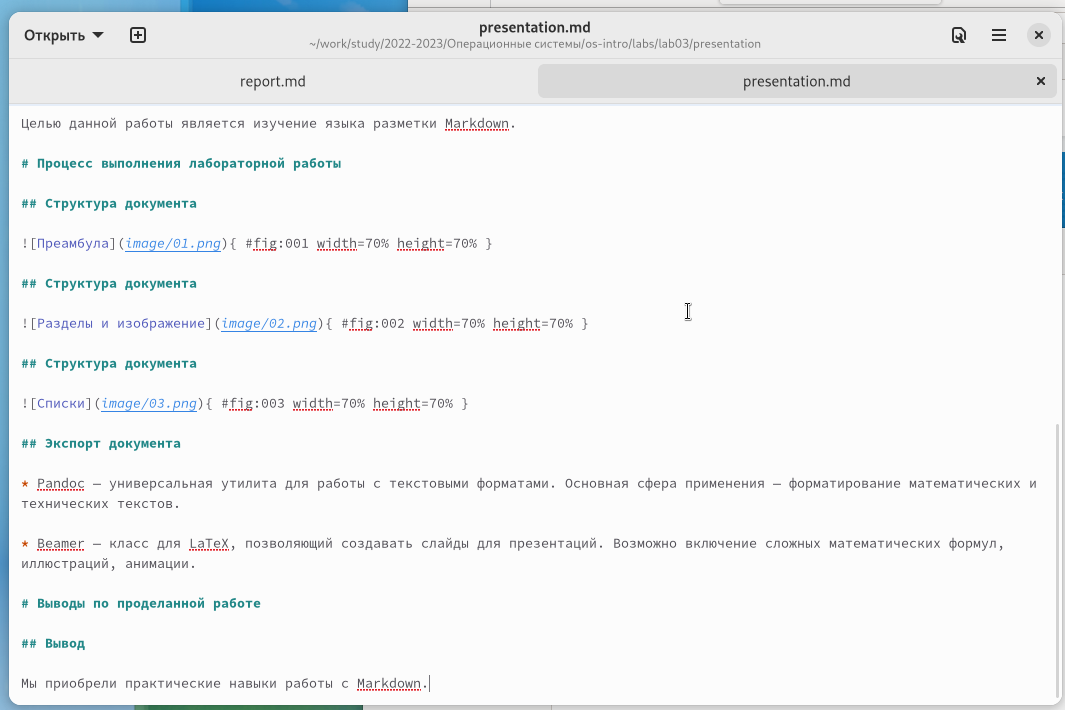 Открыть
presentation.md
~/work/study/2022-2023/Операционные системы/os-intro/labs/lab03/presentation
report.md
presentation.md
Целью данной работы является изучение языка разметки Markdown.
# Процесс выполнения лабораторной работы
## Структура документа
![Преамбула](image/01.png){ #fig:001 width=70% height=70% }
## Структура документа
![Разделы и изображение](image/02.png){ #fig:002 width=70% height=70% }
## Структура документа
![Списки](image/03.png){ #fig:003 width=70% height=70% }
## Экспорт документа
* Pandoc — универсальная утилита для работы с текстовыми форматами. Основная сфера применения — форматирование математических и
технических текстов.
* Beamer — класс для LaTeX, позволяющий создавать слайды для презентаций. Возможно включение сложных математических формул,
иллюстраций, анимации.
# Выводы по проделанной работе
## Вывод
Мы приобрели практические навыки работы с Markdown.